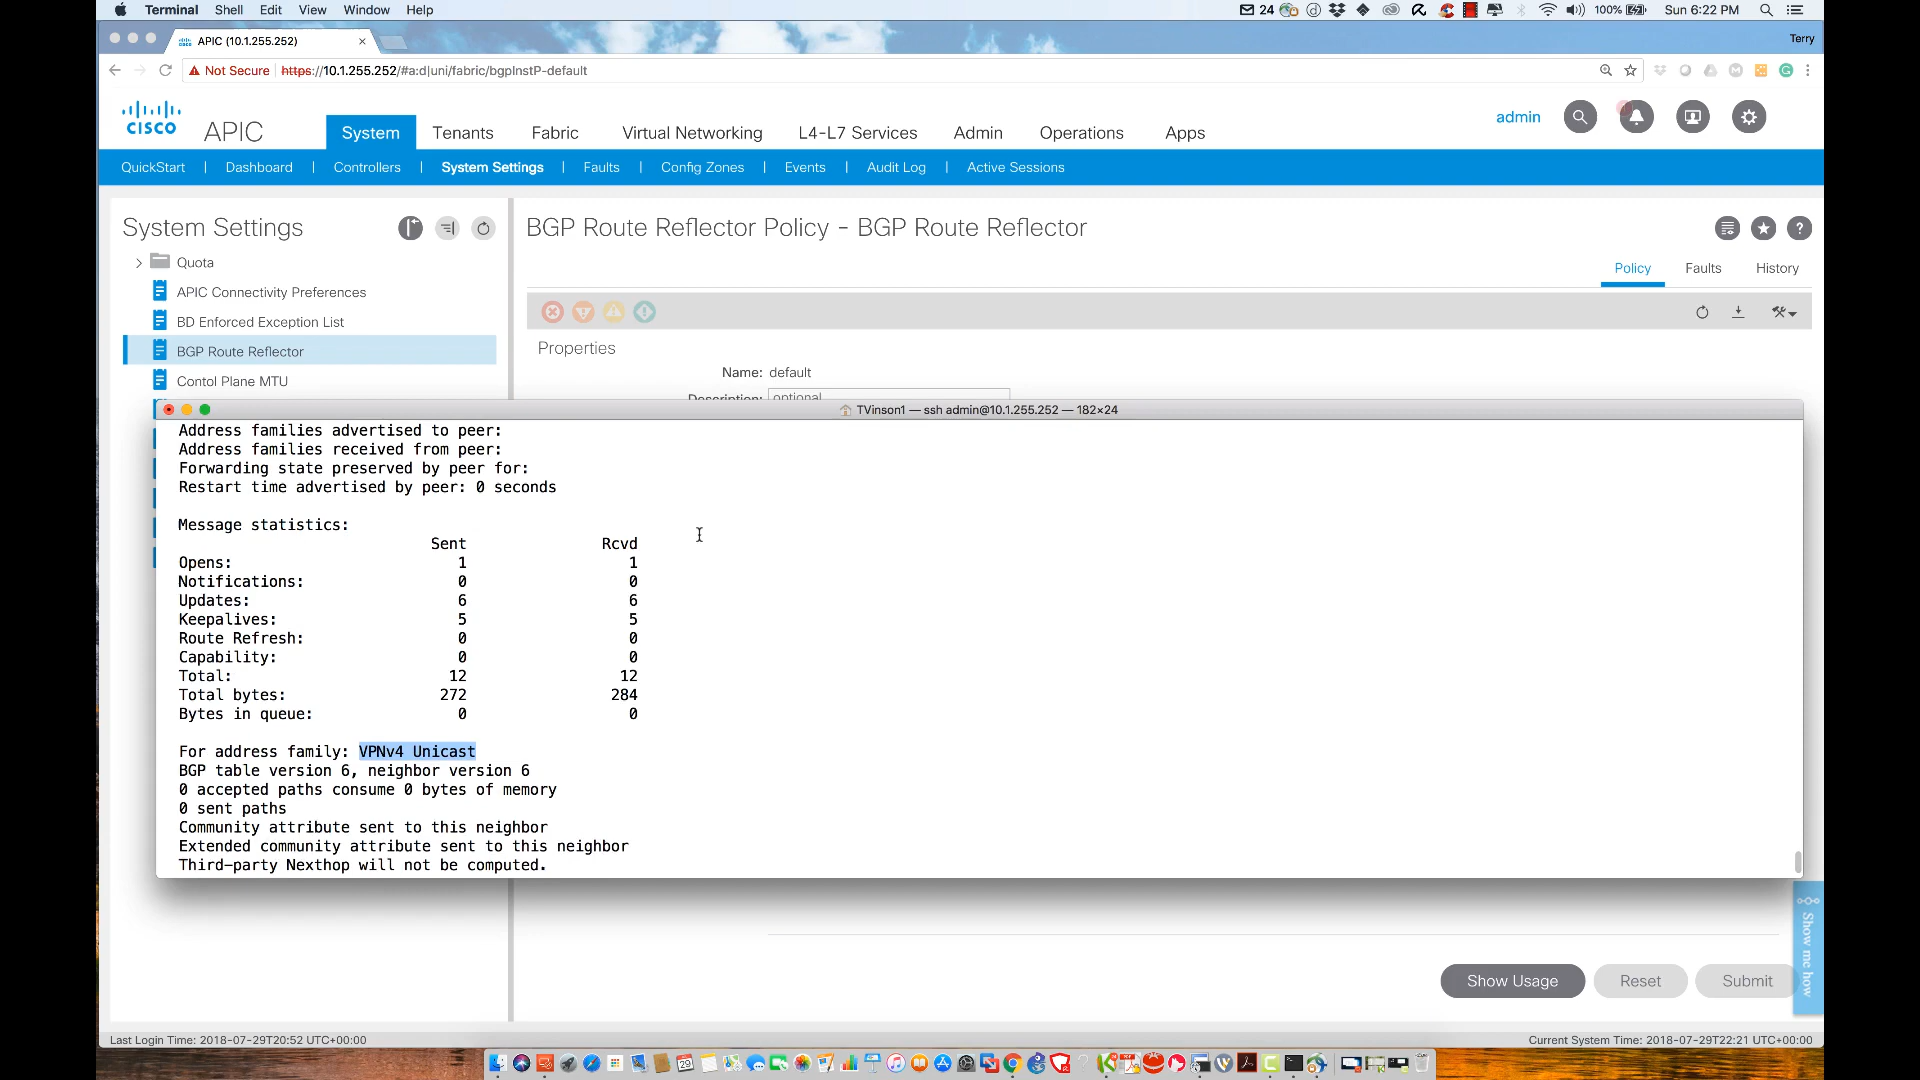 Terminal Shell Edit View Window Help 24 100% Sun 6:22 PM
APIC (10.1.255.252) Terry
Not Secure https://10.1.255.252/#a:d|uni/fabric/bgpInstP-default
CISCO APIC System Tenants Fabric Virtual Networking L4-L7 Services Admin Operations Apps admin
QuickStart | Dashboard | Controllers | System Settings | Faults | Config Zones | Events | Audit Log | Active Sessions
System Settings
Quota
APIC Connectivity Preferences
BD Enforced Exception List
BGP Route Reflector
Contol Plane MTU
BGP Route Reflector Policy - BGP Route Reflector
Policy Faults History
Properties
Name: default
Description: optional
TVinson1 — ssh admin@10.1.255.252 — 182×24
Address families advertised to peer:
Address families received from peer:
Forwarding state preserved by peer for:
Restart time advertised by peer: 0 seconds
Message statistics:
Sent Rcvd
Opens: 1 1
Notifications: 0 0
Updates: 6 6
Keepalives: 5 5
Route Refresh: 0 0
Capability: 0 0
Total: 12 12
Total bytes: 272 284
Bytes in queue: 0 0
For address family: VPNv4 Unicast
BGP table version 6, neighbor version 6
0 accepted paths consume 0 bytes of memory
0 sent paths
Community attribute sent to this neighbor
Extended community attribute sent to this neighbor
Third-party Nexthop will not be computed.
Show me how
Show Usage Reset Submit
Last Login Time: 2018-07-29T20:52 UTC+00:00 Current System Time: 2018-07-29T22:21 UTC+00:00